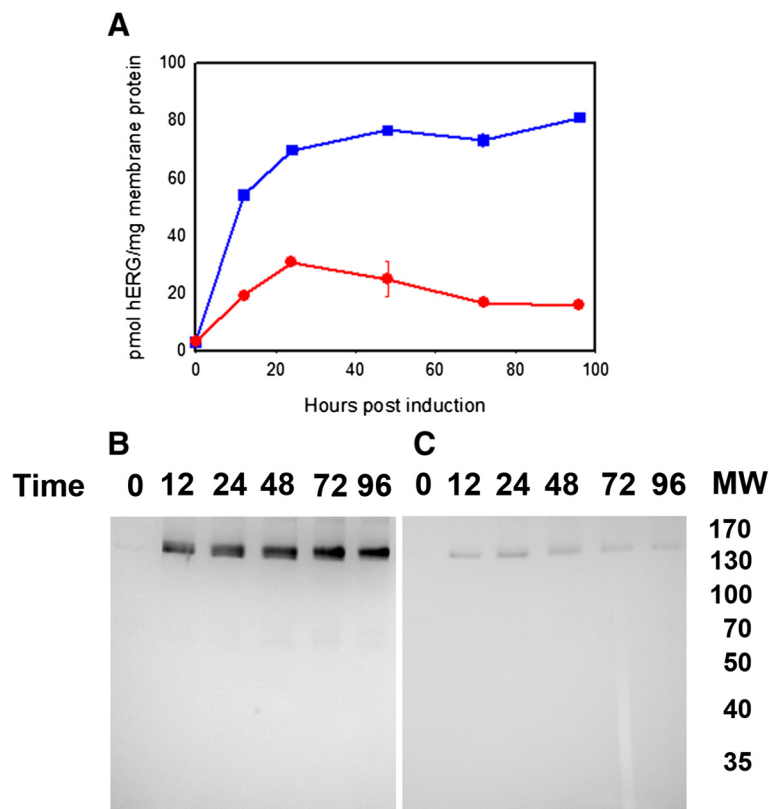 A
pmol hERG/mg membrane protein
100
80
60
40
20
0
0 20 40 60 80 100
Hours post induction
B C
Time 0 12 24 48 72 96 0 12 24 48 72 96 MW
170
130
100
70
50
40
35